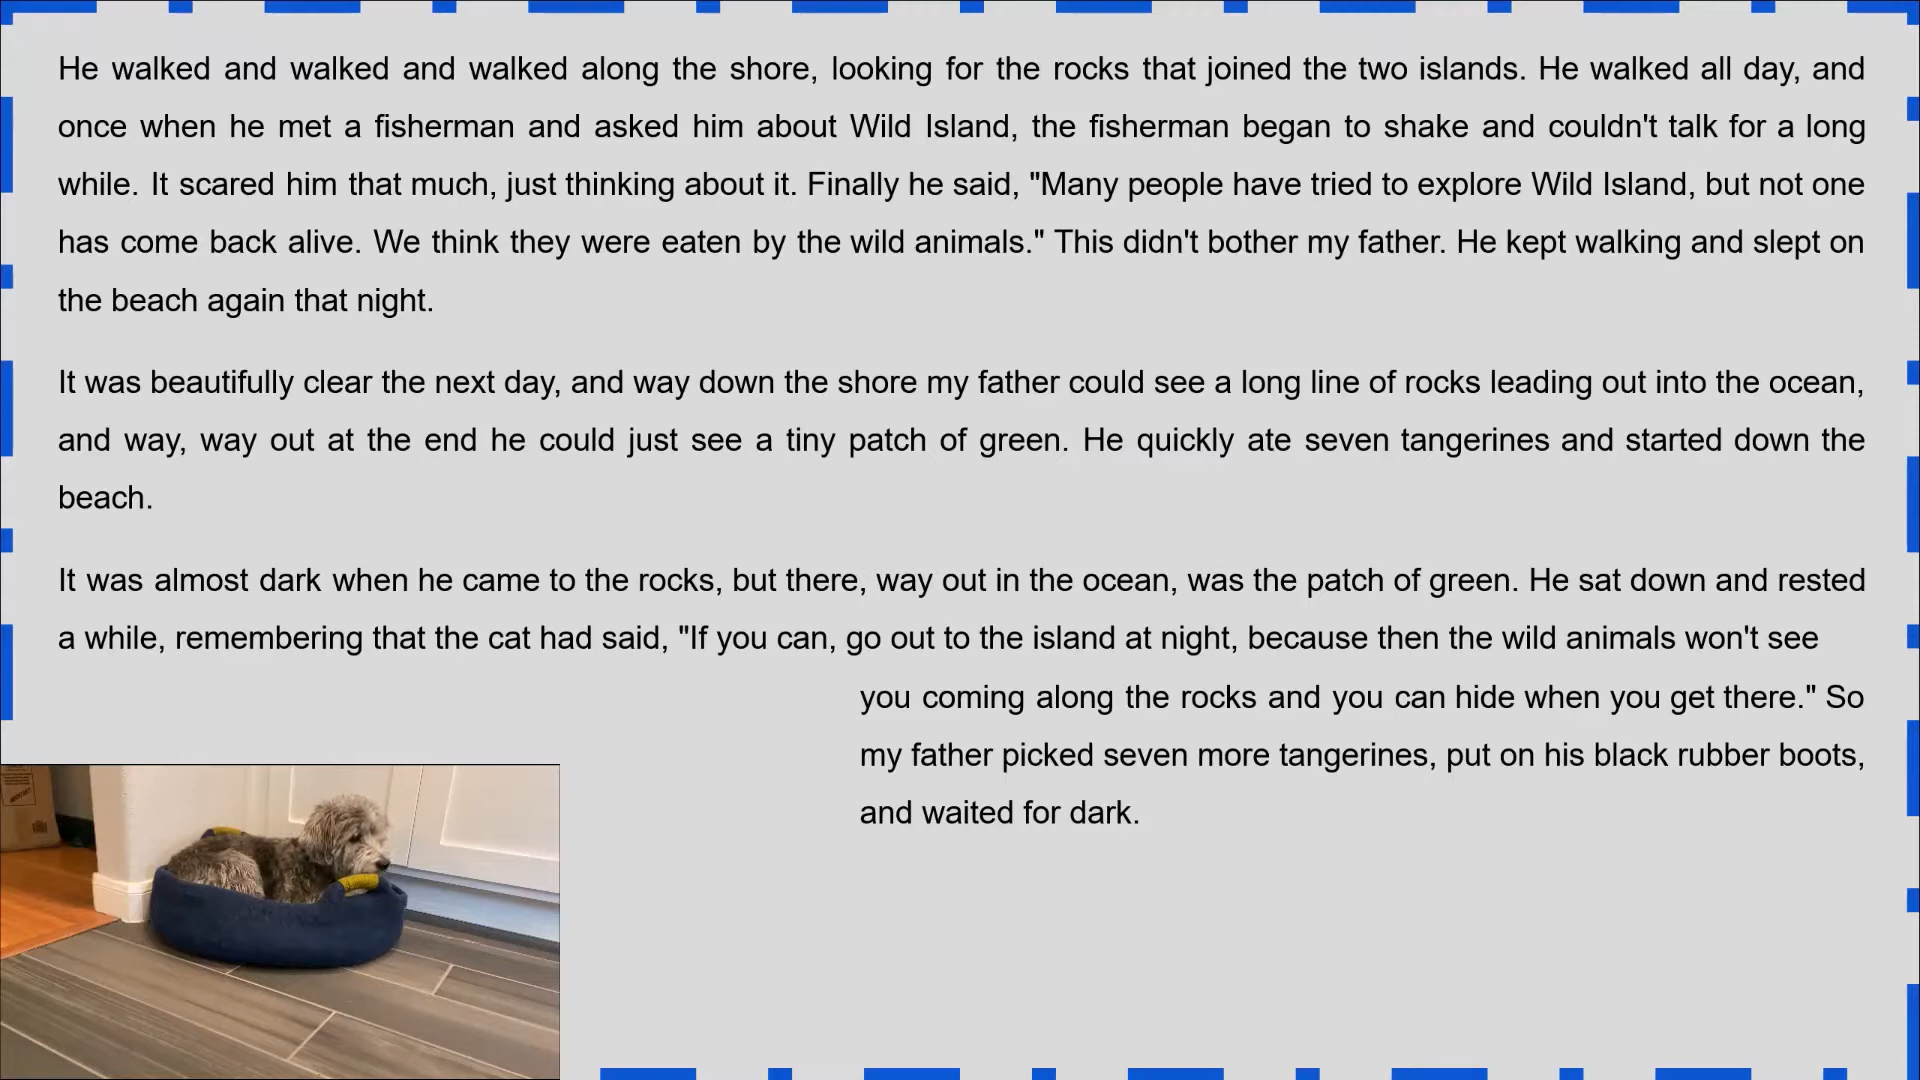 He walked and walked and walked along the shore, looking for the rocks that joined the two islands. He walked all day, and
once when he met a fisherman and asked him about Wild Island, the fisherman began to shake and couldn't talk for a long
while. It scared him that much, just thinking about it. Finally he said, "Many people have tried to explore Wild Island, but not one
has come back alive. We think they were eaten by the wild animals." This didn't bother my father. He kept walking and slept on
the beach again that night.
It was beautifully clear the next day, and way down the shore my father could see a long line of rocks leading out into the ocean,
and way, way out at the end he could just see a tiny patch of green. He quickly ate seven tangerines and started down the
beach.
It was almost dark when he came to the rocks, but there, way out in the ocean, was the patch of green. He sat down and rested
a while, remembering that the cat had said, "If you can, go out to the island at night, because then the wild animals won't see
you coming along the rocks and you can hide when you get there." So
my father picked seven more tangerines, put on his black rubber boots,
and waited for dark.